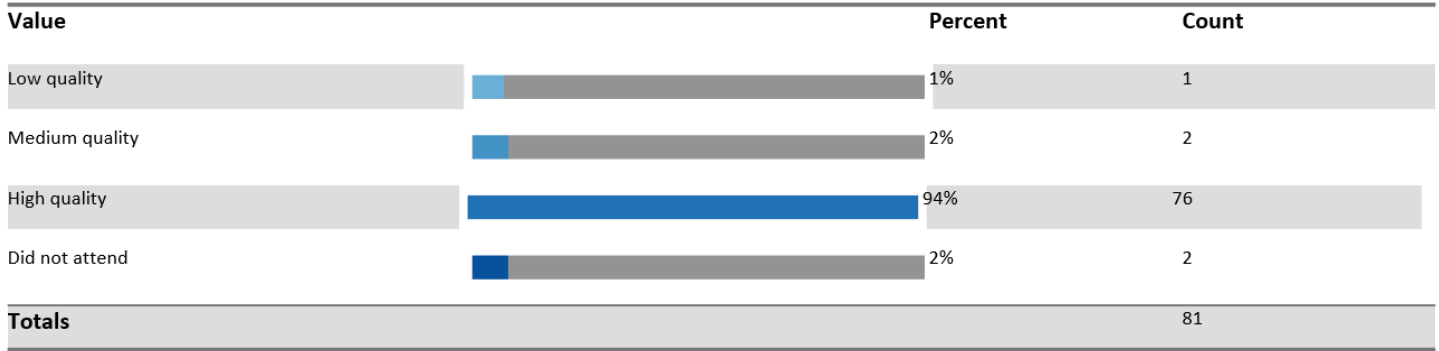 Value Percent Count
Low quality 1% 1
Medium quality 2% 2
High quality 94% 76
Did not attend 2% 2
Totals 81